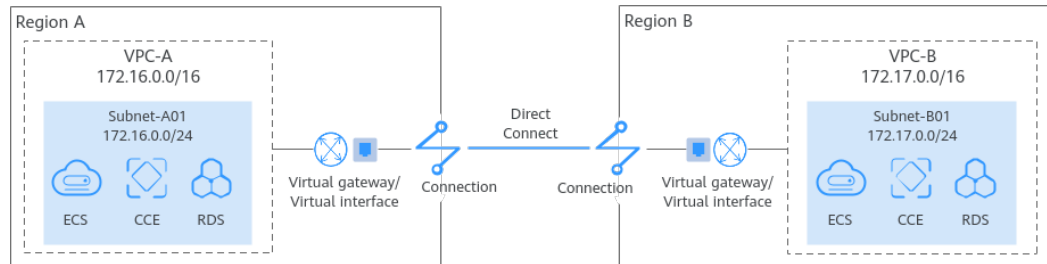 Region A
VPC-A
172.16.0.0/16
Subnet-A01
172.16.0.0/24
ECS
CCE
RDS
Virtual gateway/
Virtual interface
Connection
Direct
Connect
Region B
Connection
Virtual gateway/
Virtual interface
VPC-B
172.17.0.0/16
Subnet-B01
172.17.0.0/24
ECS
CCE
RDS